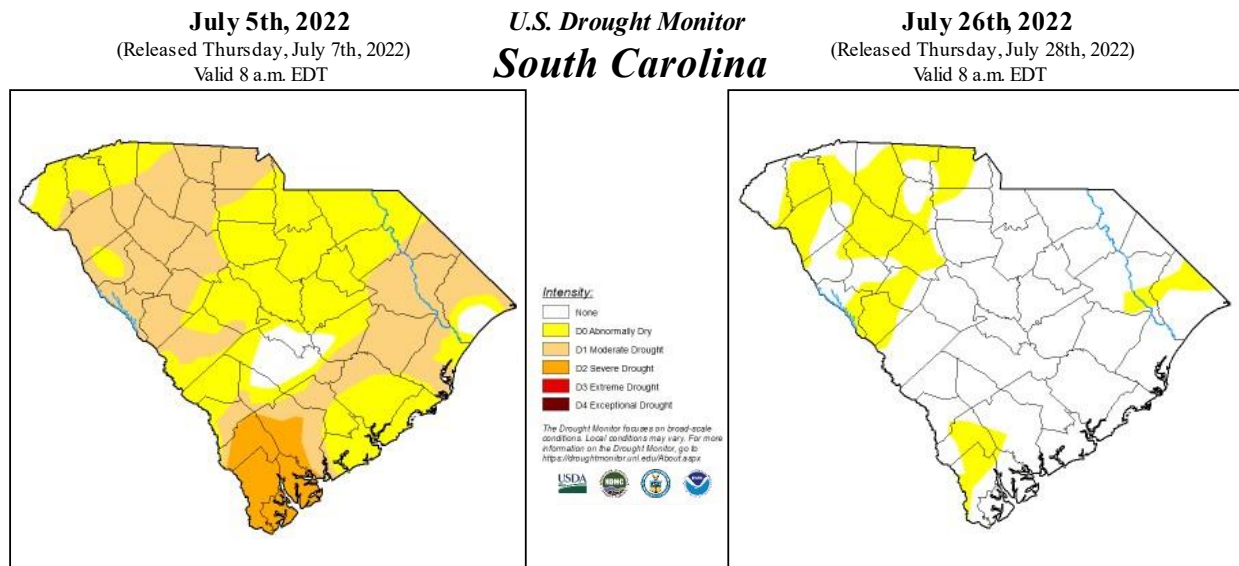 July 5th, 2022
(Released Thursday, July 7th, 2022)
Valid 8 a.m. EDT
U.S. Drought Monitor
South Carolina
July 26th, 2022
(Released Thursday, July 28th, 2022)
Valid 8 a.m. EDT
Intensity:
None
D0 Abnormally Dry
D1 Moderate Drought
D2 Severe Drought
D3 Extreme Drought
D4 Exceptional Drought
The Drought Monitor focuses on broad-scale
conditions. Local conditions may vary. For more
information on the Drought Monitor, go to
https://droughtmonitor.unl.edu/About.aspx
USDA
NDMC